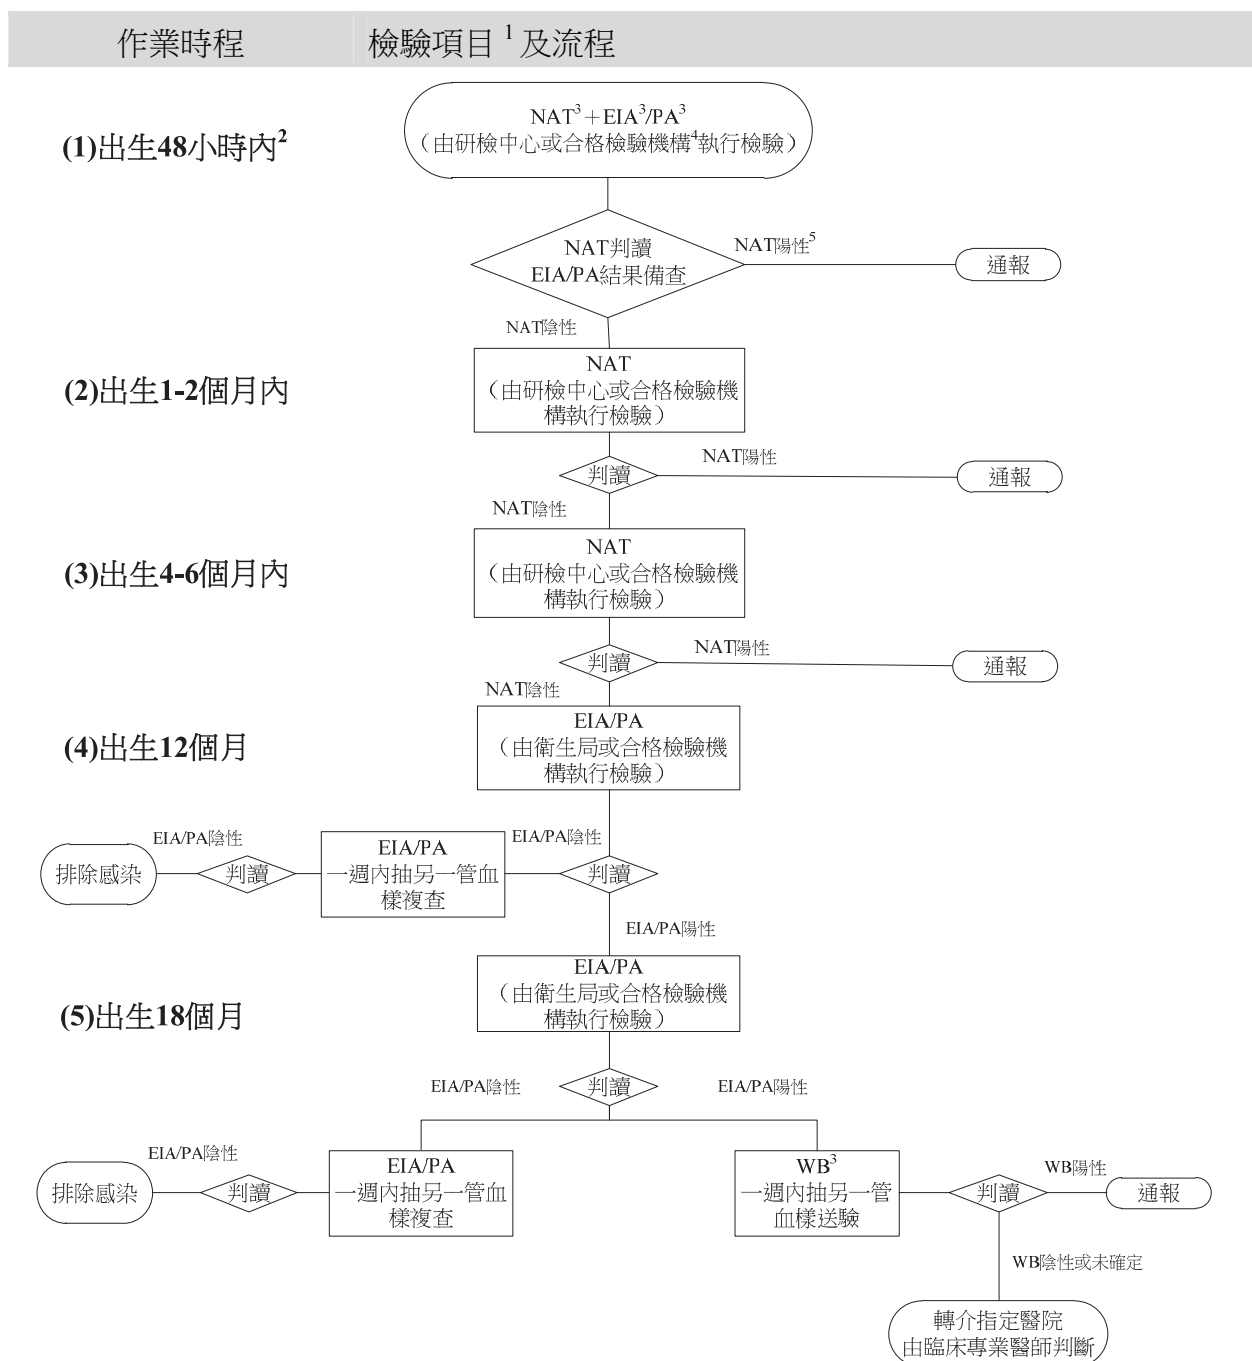 作業時程 檢驗項目¹及流程
(1)出生48小時內²
NAT³＋EIA³/PA³
（由研檢中心或合格檢驗機構⁴執行檢驗）
NAT判讀
EIA/PA結果備查
NAT陽性⁵
通報
NAT陰性
(2)出生1-2個月內
NAT
（由研檢中心或合格檢驗機
構執行檢驗）
判讀
NAT陽性
通報
NAT陰性
(3)出生4-6個月內
NAT
（由研檢中心或合格檢驗機
構執行檢驗）
判讀
NAT陽性
通報
NAT陰性
(4)出生12個月
EIA/PA
（由衛生局或合格檢驗機
構執行檢驗）
排除感染
EIA/PA陰性
判讀
EIA/PA
一週內抽另一管血
樣複查
EIA/PA陰性
判讀
EIA/PA陽性
(5)出生18個月
EIA/PA
（由衛生局或合格檢驗機
構執行檢驗）
EIA/PA陰性
判讀
EIA/PA陽性
排除感染
EIA/PA陰性
判讀
EIA/PA
一週內抽另一管血
樣複查
WB³
一週內抽另一管
血樣送驗
判讀
WB陽性
通報
WB陰性或未確定
轉介指定醫院
由臨床專業醫師判斷